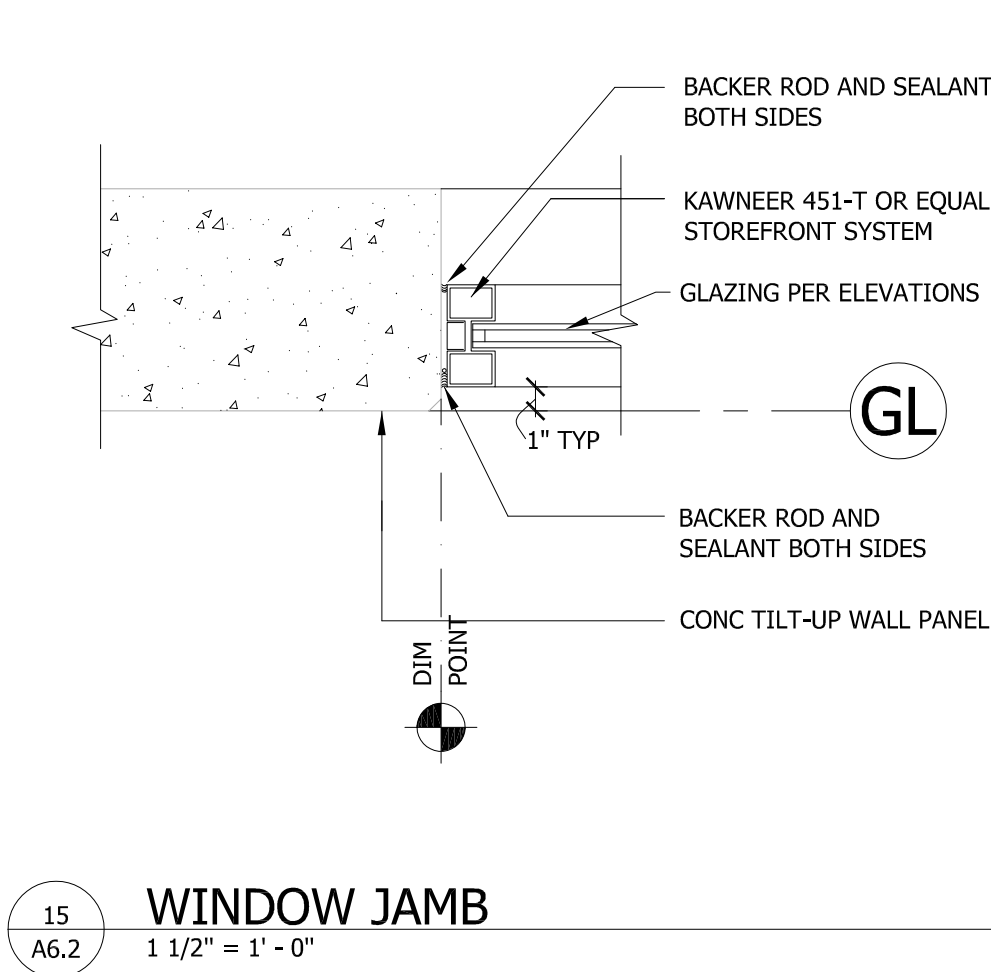 BACKER ROD AND SEALANT
BOTH SIDES
KAWNEER 451-T OR EQUAL
STOREFRONT SYSTEM
GLAZING PER ELEVATIONS
GL
1" TYP
BACKER ROD AND
SEALANT BOTH SIDES
CONC TILT-UP WALL PANEL
DIM
POINT
15
A6.2
WINDOW JAMB
1 1/2" = 1' - 0"